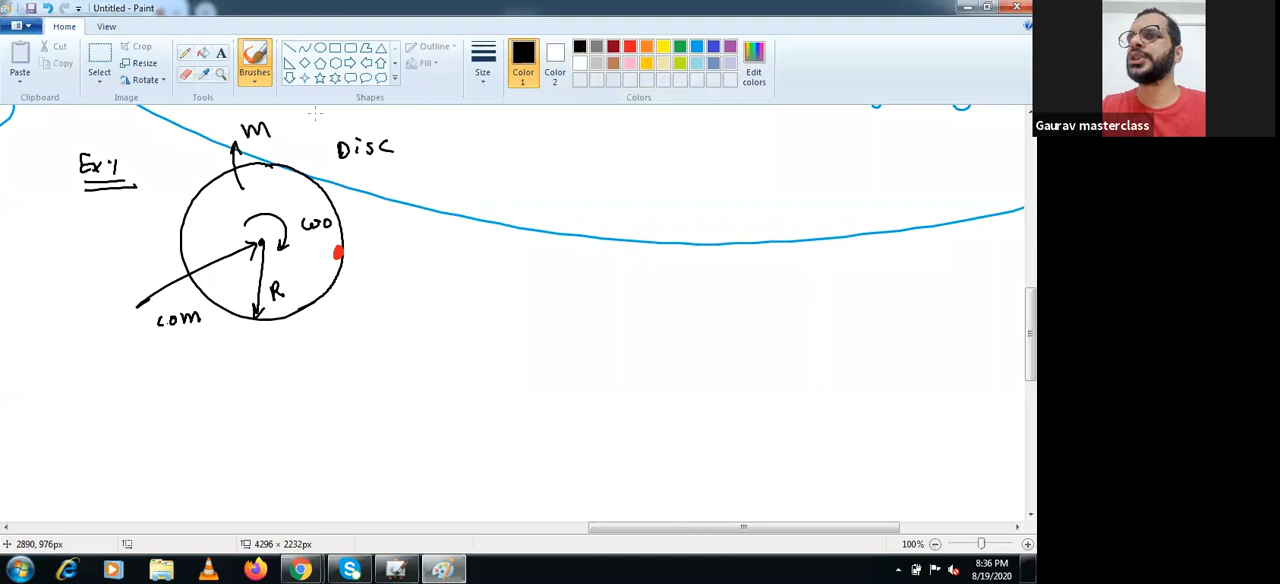 Untitled - Paint
Home View
Paste
Cut
Copy
Clipboard
Select
Crop
Resize
Rotate
Image
Tools
Brushes
Shapes
Outline
Fill
Size
Color 1
Color 2
Edit colors
Colors
Gaurav masterclass
m
Disc
Ex:
ω0
R
com
2890, 976px
4296 × 2232px
100%
8:36 PM
8/19/2020